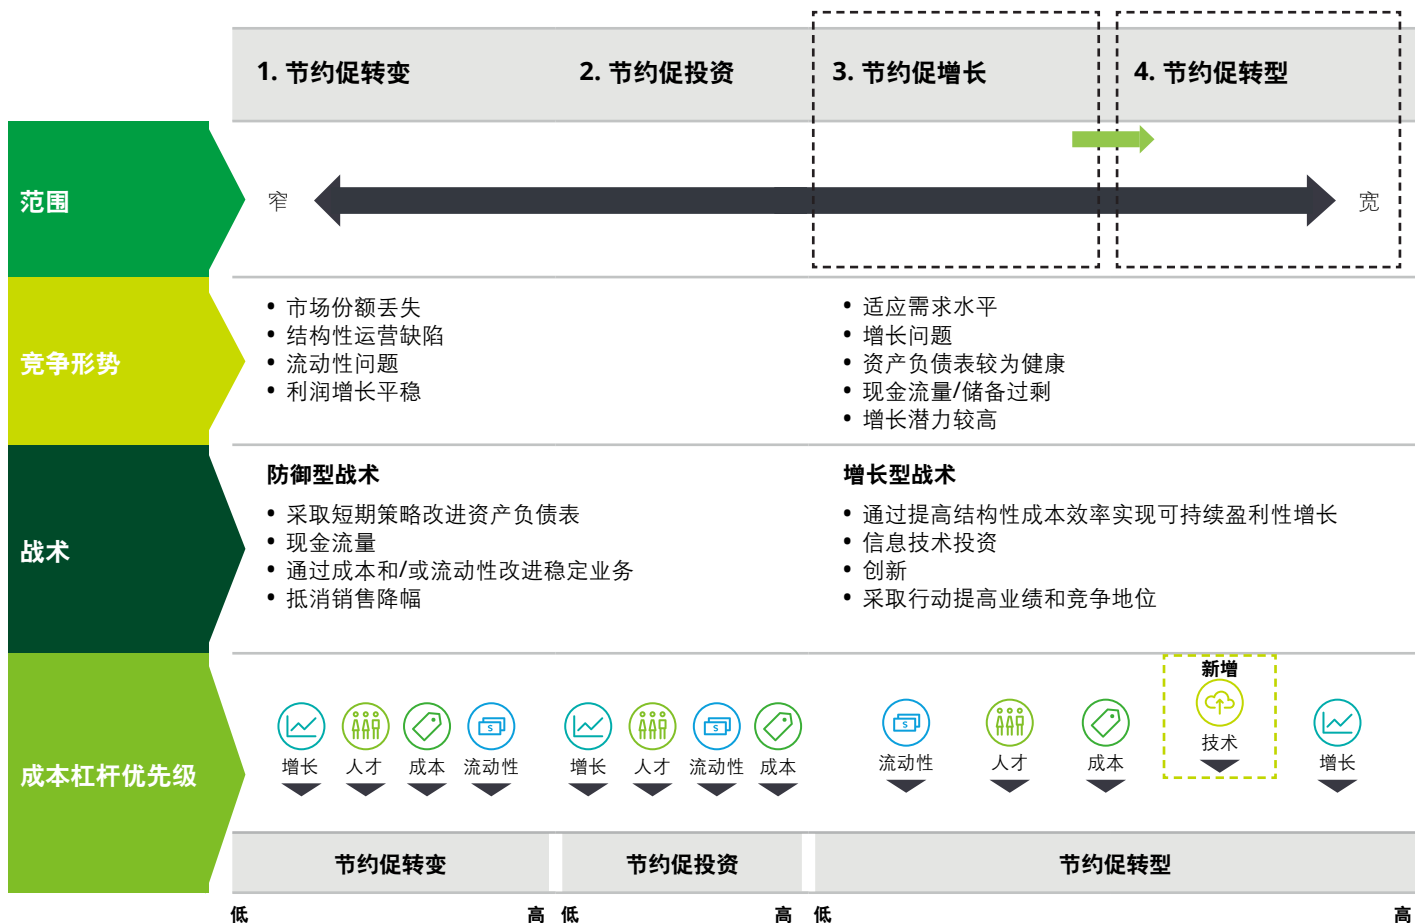 1. 节约促转变
2. 节约促投资
3. 节约促增长
4. 节约促转型
范围
窄
宽
竞争形势
• 市场份额丢失
• 结构性运营缺陷
• 流动性问题
• 利润增长平稳
• 适应需求水平
• 增长问题
• 资产负债表较为健康
• 现金流量/储备过剩
• 增长潜力较高
战术
防御型战术
• 采取短期策略改进资产负债表
• 现金流量
• 通过成本和/或流动性改进稳定业务
• 抵消销售降幅
增长型战术
• 通过提高结构性成本效率实现可持续盈利性增长
• 信息技术投资
• 创新
• 采取行动提高业绩和竞争地位
成本杠杆优先级
增长
人才
成本
$
流动性
增长
人才
$
流动性
成本
$
流动性
人才
成本
新增
技术
增长
节约促转变
节约促投资
节约促转型
低
高
低
高
低
高